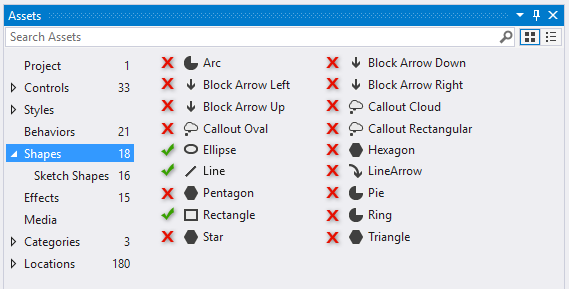 Assets
Search Assets
Project 1
Controls 33
Styles
Behaviors 21
Shapes 18
Sketch Shapes 16
Effects 15
Media
Categories 3
Locations 180
Arc Block Arrow Down
Block Arrow Left Block Arrow Right
Block Arrow Up Callout Cloud
Callout Oval Callout Rectangular
Ellipse Hexagon
Line LineArrow
Pentagon Pie
Rectangle Ring
Star Triangle